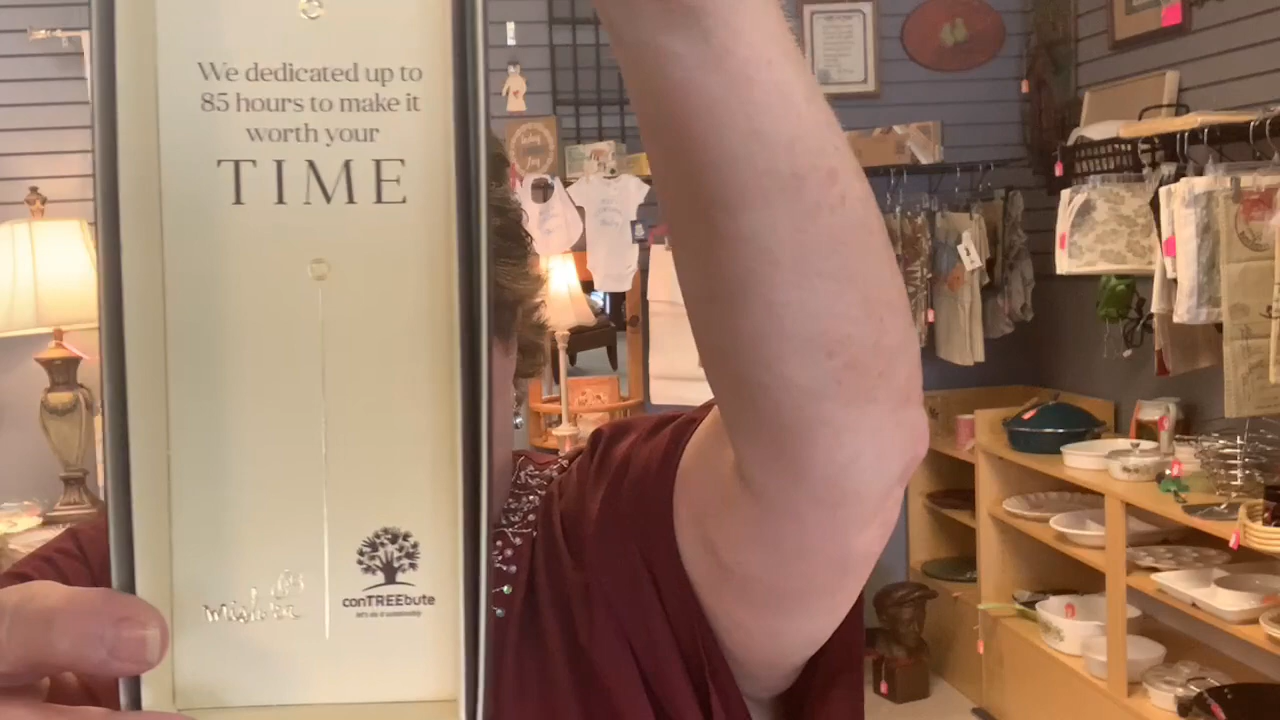 We dedicated up to
85 hours to make it
worth your
TIME
conTREEbute